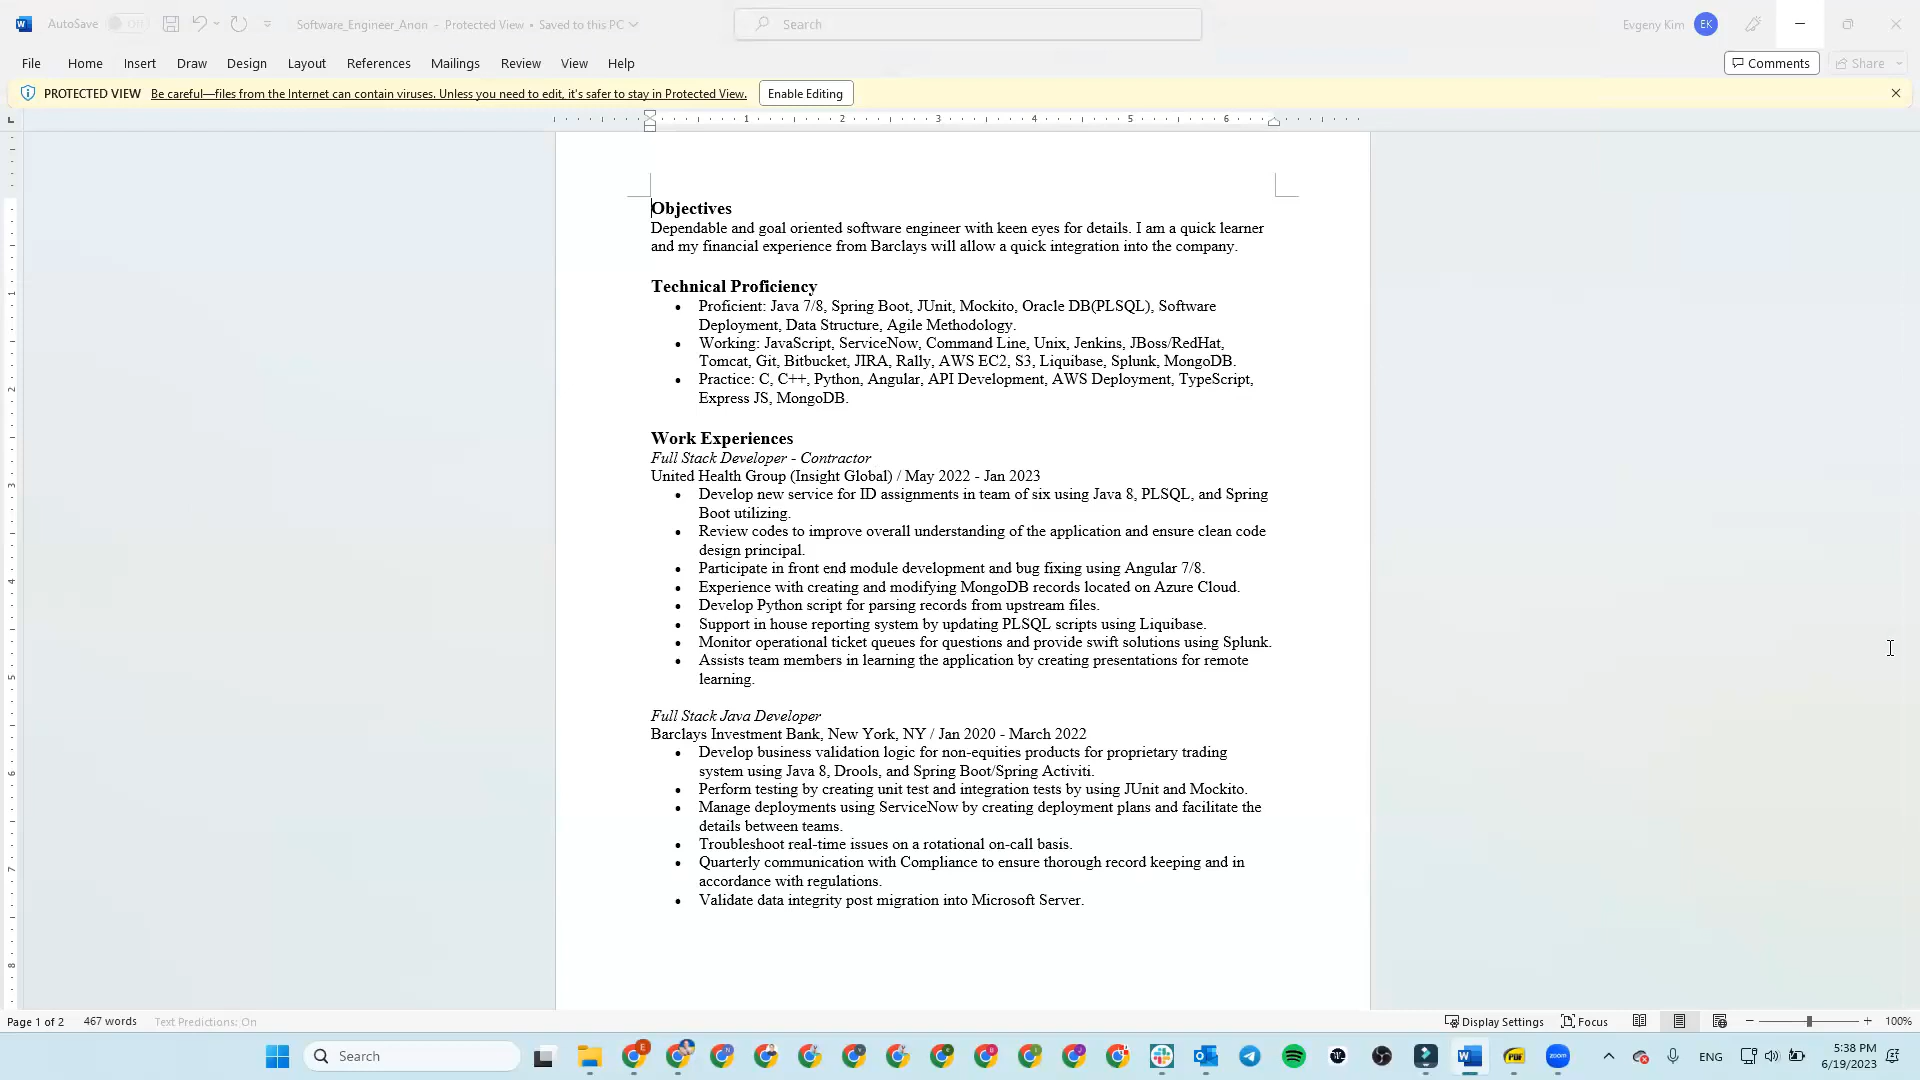 AutoSave Off Software_Engineer_Anon - Protected View • Saved to this PC Search Evgeny Kim EK
File Home Insert Draw Design Layout References Mailings Review View Help Comments Share
PROTECTED VIEW Be careful—files from the Internet can contain viruses. Unless you need to edit, it's safer to stay in Protected View. Enable Editing
1 2 3 4 5 6
Objectives
Dependable and goal oriented software engineer with keen eyes for details. I am a quick learner
and my financial experience from Barclays will allow a quick integration into the company.
Technical Proficiency
• Proficient: Java 7/8, Spring Boot, JUnit, Mockito, Oracle DB(PLSQL), Software
Deployment, Data Structure, Agile Methodology.
• Working: JavaScript, ServiceNow, Command Line, Unix, Jenkins, JBoss/RedHat,
Tomcat, Git, Bitbucket, JIRA, Rally, AWS EC2, S3, Liquibase, Splunk, MongoDB.
• Practice: C, C++, Python, Angular, API Development, AWS Deployment, TypeScript,
Express JS, MongoDB.
Work Experiences
Full Stack Developer - Contractor
United Health Group (Insight Global) / May 2022 - Jan 2023
• Develop new service for ID assignments in team of six using Java 8, PLSQL, and Spring
Boot utilizing.
• Review codes to improve overall understanding of the application and ensure clean code
design principal.
• Participate in front end module development and bug fixing using Angular 7/8.
• Experience with creating and modifying MongoDB records located on Azure Cloud.
• Develop Python script for parsing records from upstream files.
• Support in house reporting system by updating PLSQL scripts using Liquibase.
• Monitor operational ticket queues for questions and provide swift solutions using Splunk.
• Assists team members in learning the application by creating presentations for remote
learning.
Full Stack Java Developer
Barclays Investment Bank, New York, NY / Jan 2020 - March 2022
• Develop business validation logic for non-equities products for proprietary trading
system using Java 8, Drools, and Spring Boot/Spring Activiti.
• Perform testing by creating unit test and integration tests by using JUnit and Mockito.
• Manage deployments using ServiceNow by creating deployment plans and facilitate the
details between teams.
• Troubleshoot real-time issues on a rotational on-call basis.
• Quarterly communication with Compliance to ensure thorough record keeping and in
accordance with regulations.
• Validate data integrity post migration into Microsoft Server.
1
2
3
4
5
6
7
8
Page 1 of 2 467 words Text Predictions: On Display Settings Focus 100%
Search PDF zoom ENG 5:38 PM
6/19/2023